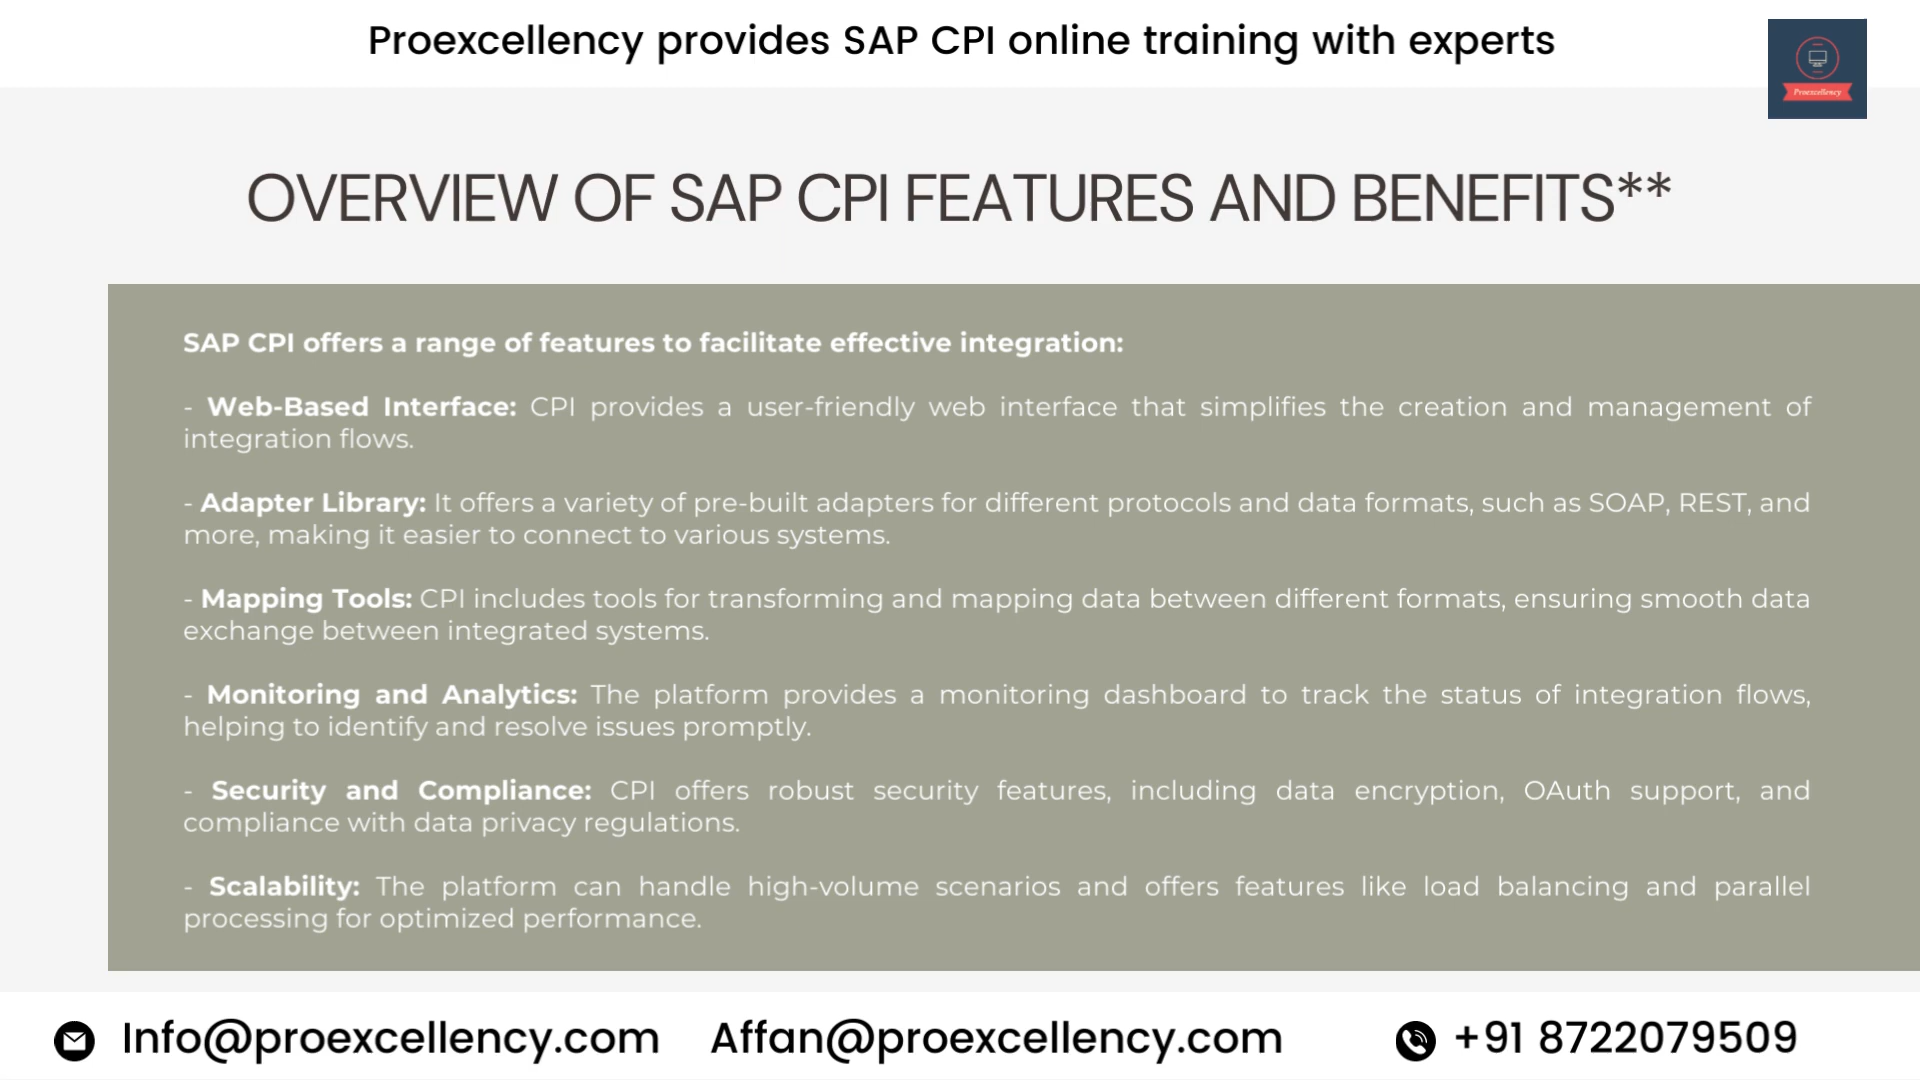 Proexcellency provides SAP CPI online training with experts
Proexcellency
OVERVIEW OF SAP CPI FEATURES AND BENEFITS**
SAP CPI offers a range of features to facilitate effective integration:
- Web-Based Interface: CPI provides a user-friendly web interface that simplifies the creation and management of
integration flows.
- Adapter Library: It offers a variety of pre-built adapters for different protocols and data formats, such as SOAP, REST, and
more, making it easier to connect to various systems.
- Mapping Tools: CPI includes tools for transforming and mapping data between different formats, ensuring smooth data
exchange between integrated systems.
- Monitoring and Analytics: The platform provides a monitoring dashboard to track the status of integration flows,
helping to identify and resolve issues promptly.
- Security and Compliance: CPI offers robust security features, including data encryption, OAuth support, and
compliance with data privacy regulations.
- Scalability: The platform can handle high-volume scenarios and offers features like load balancing and parallel
processing for optimized performance.
Info@proexcellency.com Affan@proexcellency.com +91 8722079509